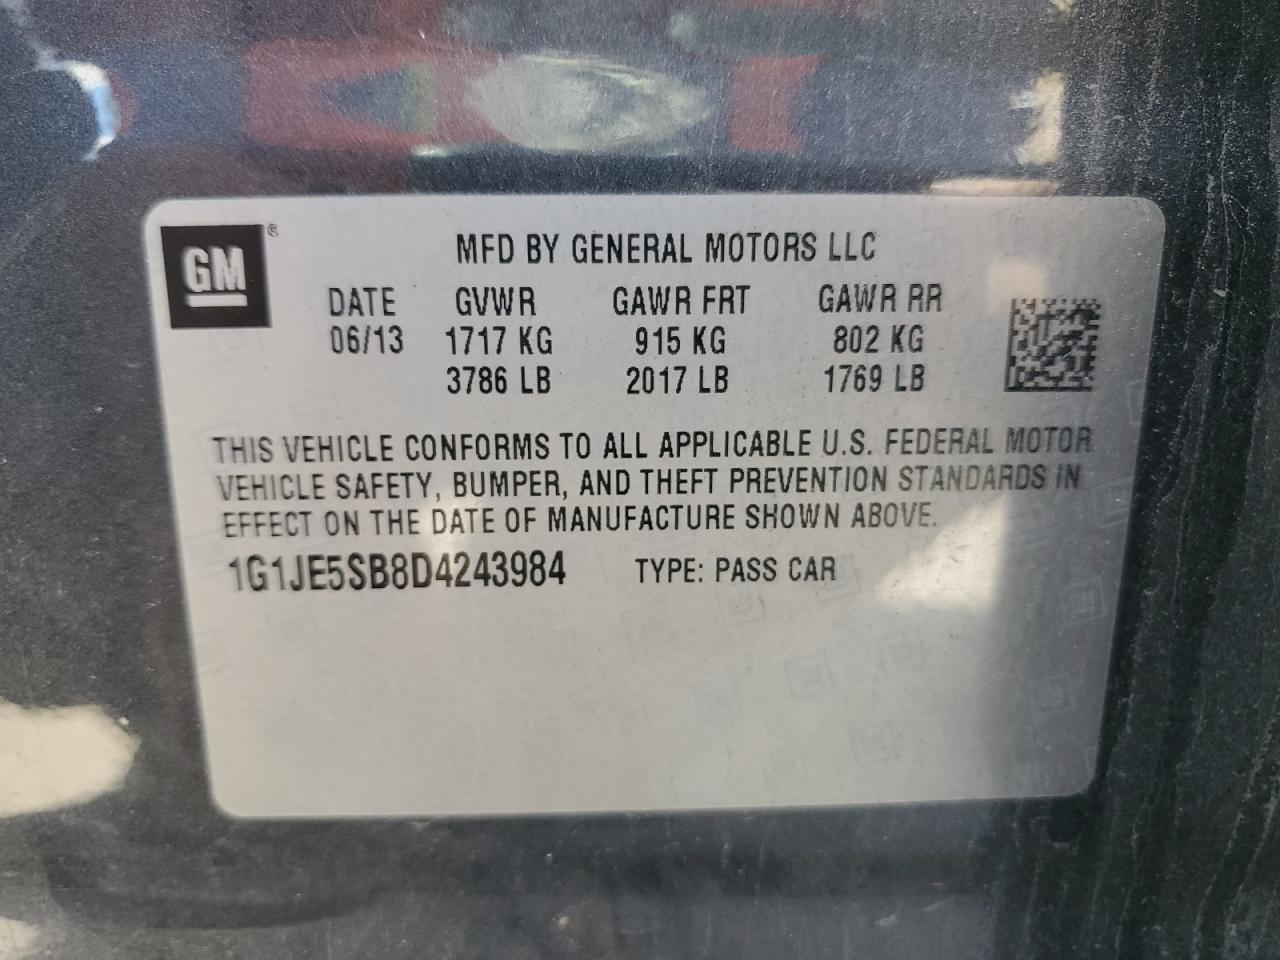 GM ®
MFD BY GENERAL MOTORS LLC
DATE GVWR GAWR FRT GAWR RR
06/13 1717 KG 915 KG 802 KG
3786 LB 2017 LB 1769 LB
THIS VEHICLE CONFORMS TO ALL APPLICABLE U.S. FEDERAL MOTOR
VEHICLE SAFETY, BUMPER, AND THEFT PREVENTION STANDARDS IN
EFFECT ON THE DATE OF MANUFACTURE SHOWN ABOVE.
1G1JE5SB8D4243984 TYPE: PASS CAR